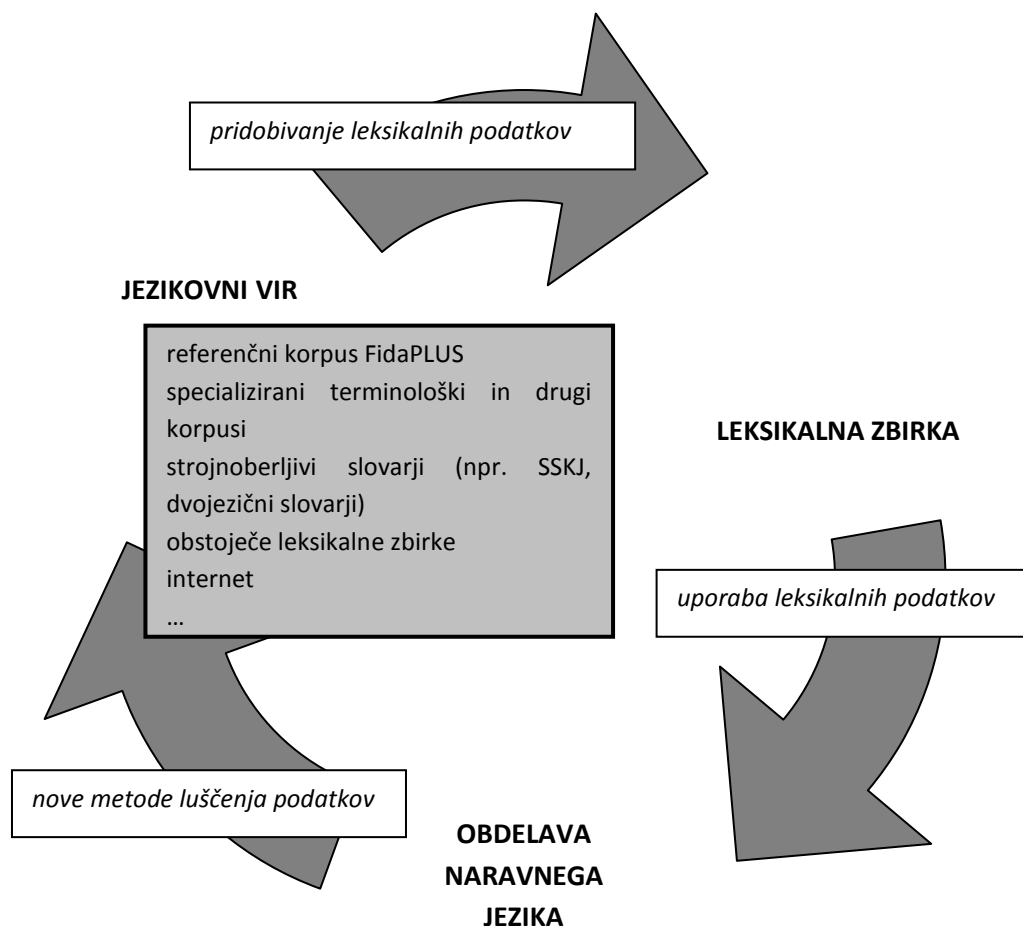 pridobivanje leksikalnih podatkov
JEZIKOVNI VIR
referenčni korpus FidaPLUS
specializirani terminološki in drugi
korpusi
strojnoberljivi slovarji (npr. SSKJ,
dvojezični slovarji)
obstoječe leksikalne zbirke
internet
...
LEKSIKALNA ZBIRKA
uporaba leksikalnih podatkov
nove metode luščenja podatkov
OBDELAVA
NARAVNEGA
JEZIKA